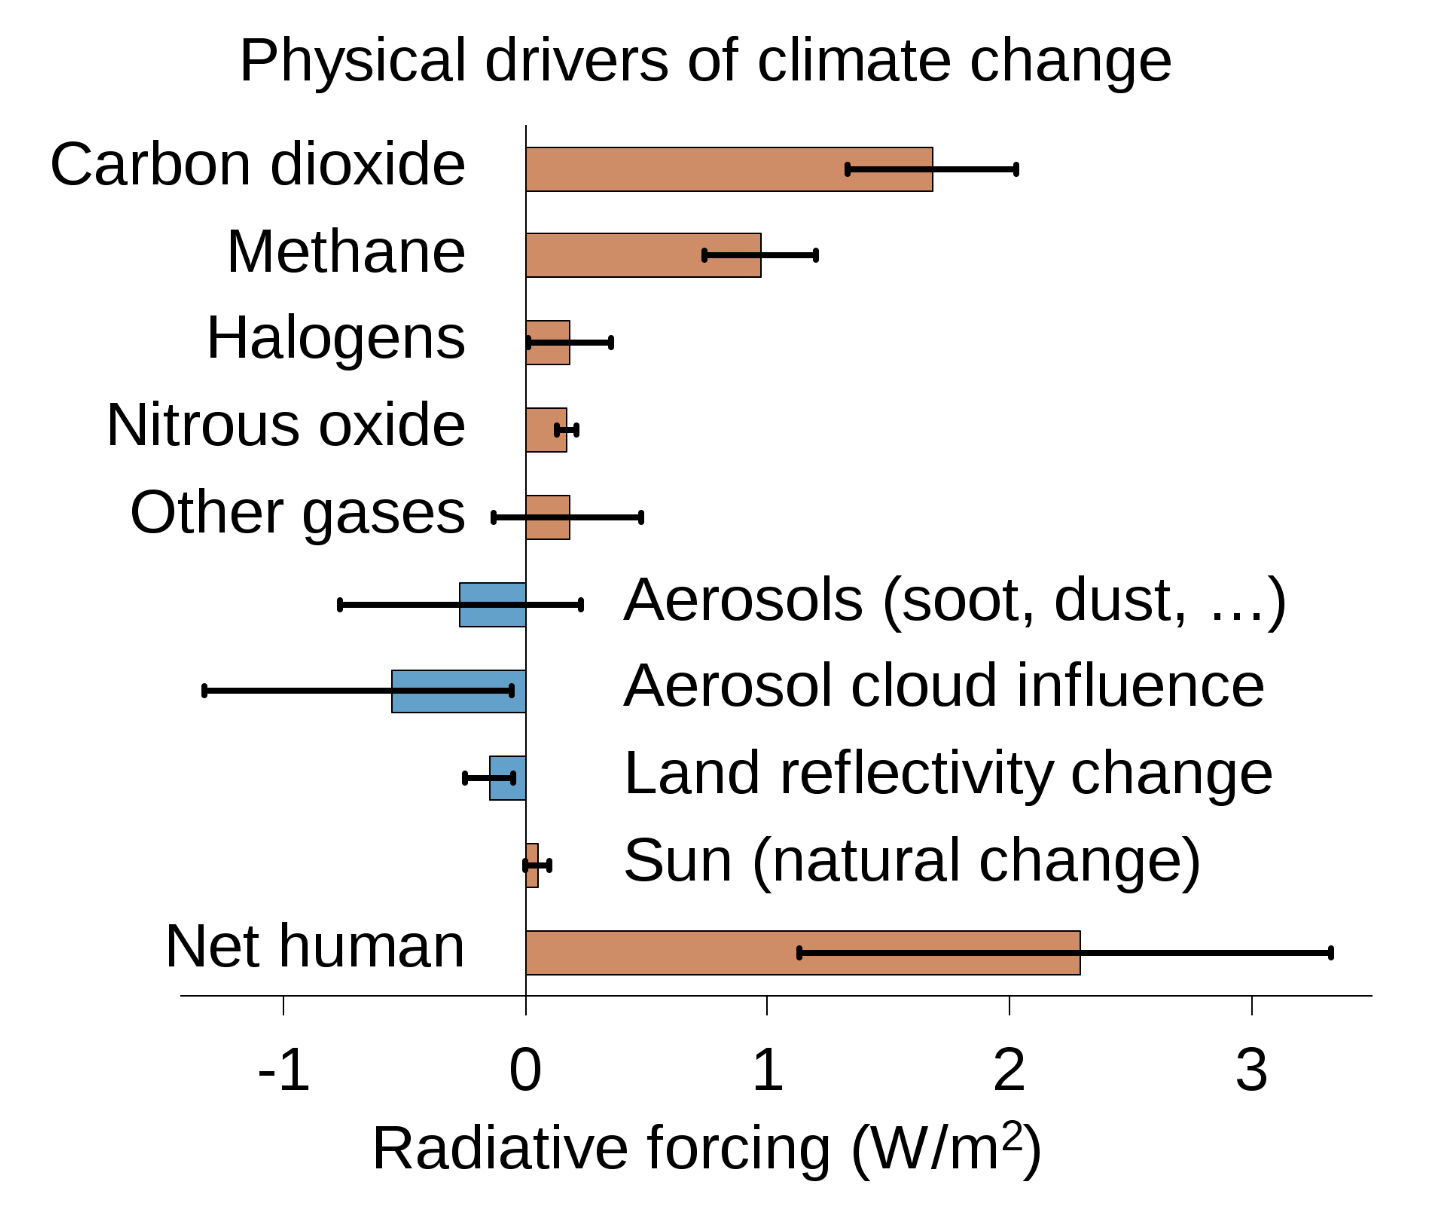 Physical drivers of climate change
Carbon dioxide
Methane
Halogens
Nitrous oxide
Other gases
Aerosols (soot, dust, …)
Aerosol cloud influence
Land reflectivity change
Sun (natural change)
Net human
-1 0 1 2 3
Radiative forcing (W/m²)